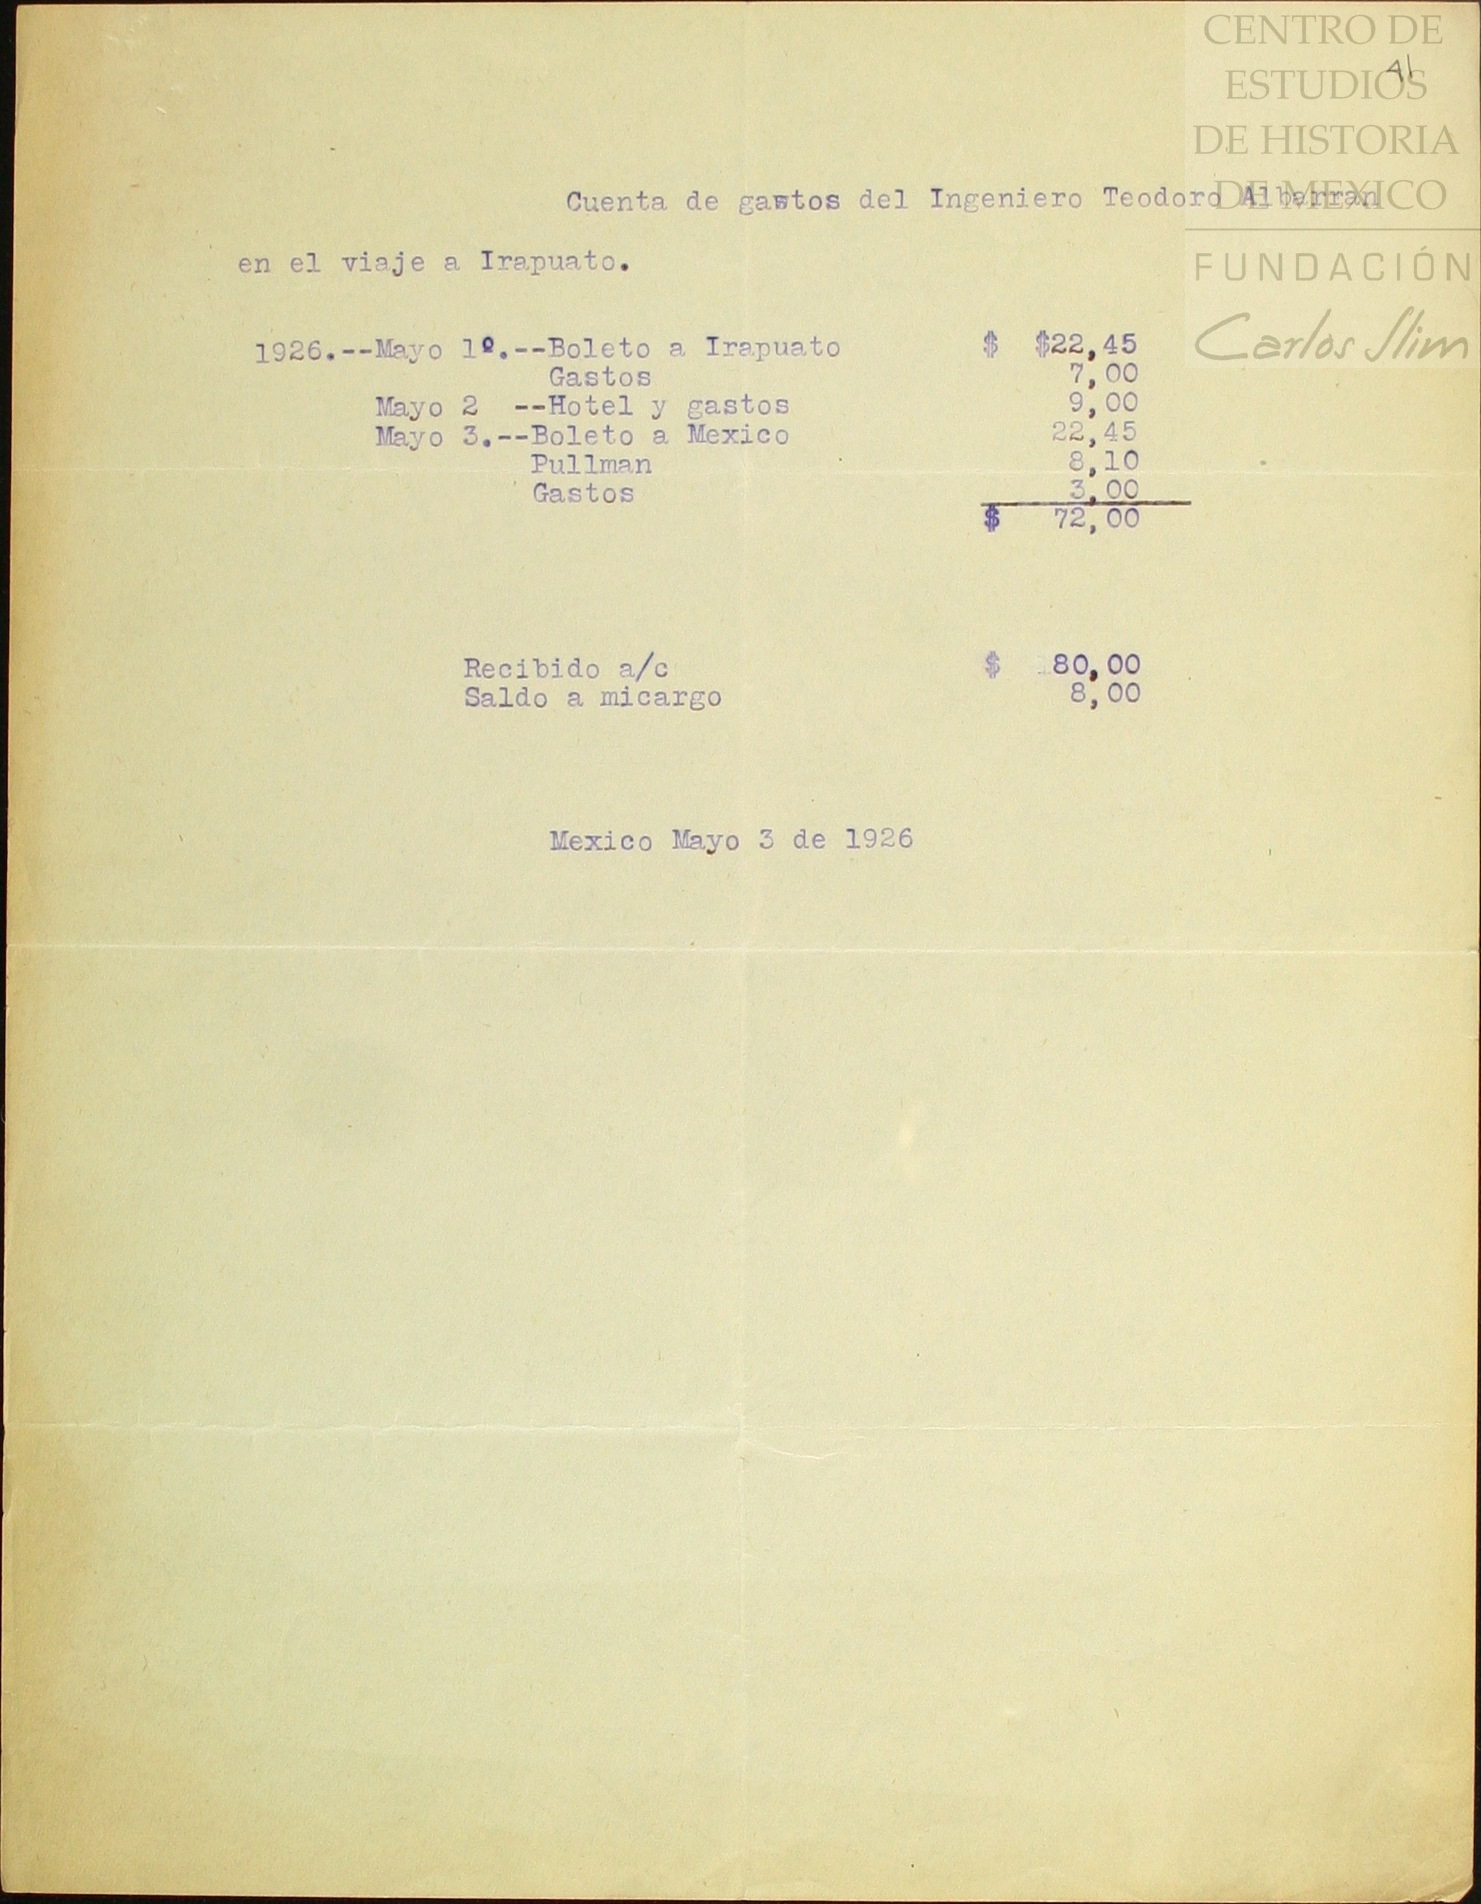 CENTRO DE
ESTUDIOS
41
DE HISTORIA
DE MEXICO
FUNDACIÓN
Carlos Slim
Cuenta de gastos del Ingeniero Teodoro Albarran
en el viaje a Irapuato.
1926.--Mayo 1º.--Boleto a Irapuato $ $22,45
Gastos 7,00
Mayo 2 --Hotel y gastos 9,00
Mayo 3.--Boleto a Mexico 22,45
Pullman 8,10
Gastos 3,00
$ 72,00
Recibido a/c $ 80,00
Saldo a micargo 8,00
Mexico Mayo 3 de 1926